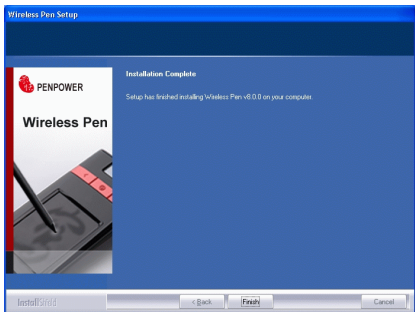 Wireless Pen Setup
Installation Complete
Setup has finished installing Wireless Pen v8.0.0 on your computer.
PENPOWER
Wireless Pen
InstallShield
< Back
Finish
Cancel